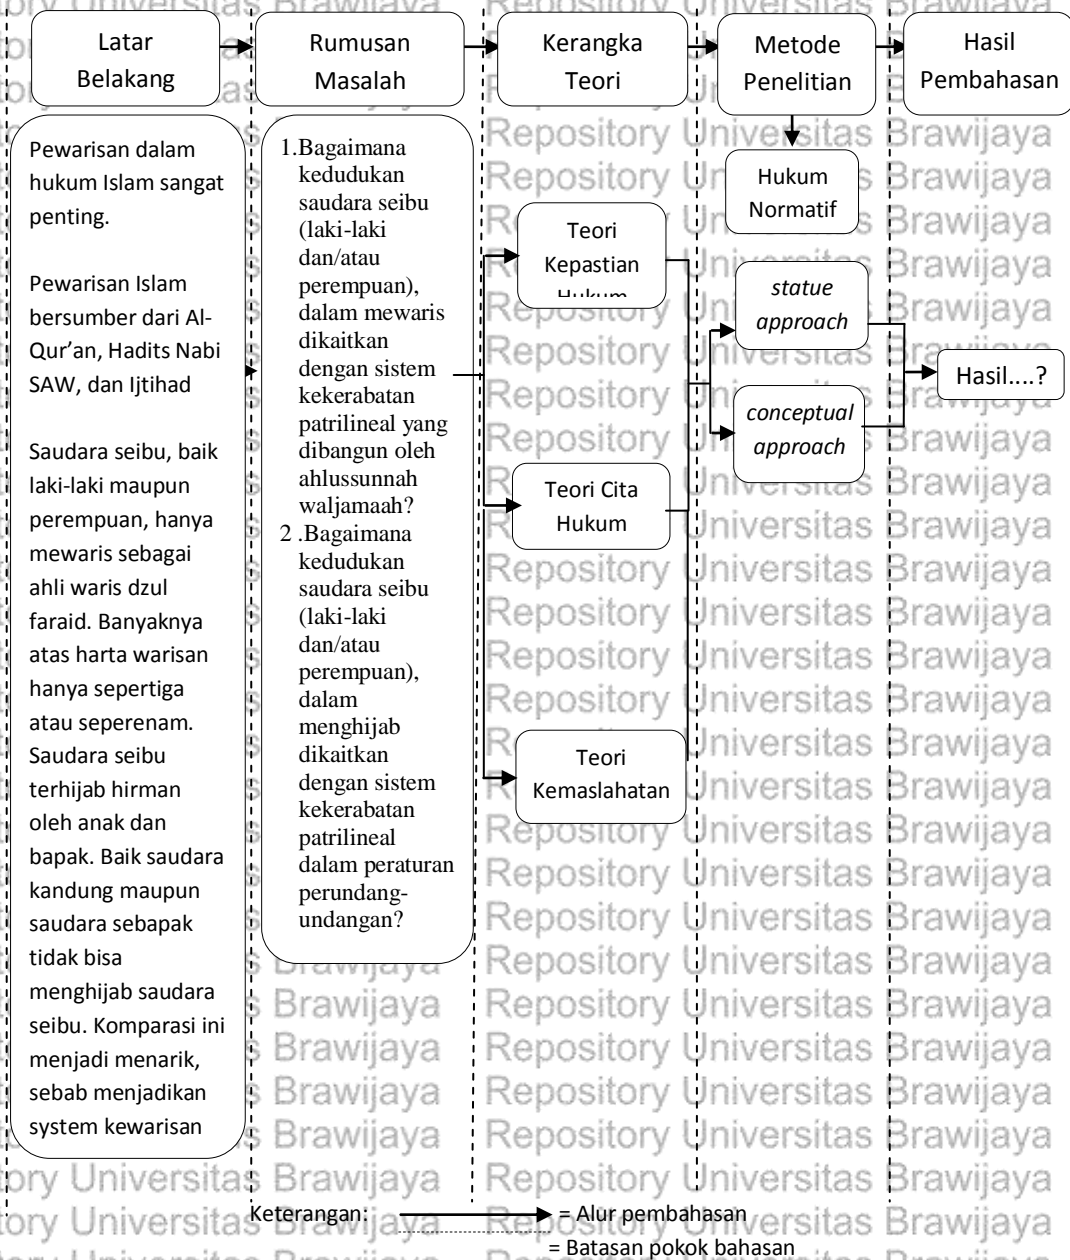 Latar
Belakang
Rumusan
Masalah
Kerangka
Teori
Metode
Penelitian
Hasil
Pembahasan
Pewarisan dalam
hukum Islam sangat
penting.
Pewarisan Islam
bersumber dari Al-
Qur’an, Hadits Nabi
SAW, dan Ijtihad
Saudara seibu, baik
laki-laki maupun
perempuan, hanya
mewaris sebagai
ahli waris dzul
faraid. Banyaknya
atas harta warisan
hanya sepertiga
atau seperenam.
Saudara seibu
terhijab hirman
oleh anak dan
bapak. Baik saudara
kandung maupun
saudara sebapak
tidak bisa
menghijab saudara
seibu. Komparasi ini
menjadi menarik,
sebab menjadikan
system kewarisan
1.Bagaimana
kedudukan
saudara seibu
(laki-laki
dan/atau
perempuan),
dalam mewaris
dikaitkan
dengan sistem
kekerabatan
patrilineal yang
dibangun oleh
ahlussunnah
waljamaah?
2 .Bagaimana
kedudukan
saudara seibu
(laki-laki
dan/atau
perempuan),
dalam
menghijab
dikaitkan
dengan sistem
kekerabatan
patrilineal
dalam peraturan
perundang-
undangan?
Teori
Kepastian
Hukum
Teori Cita
Hukum
Teori
Kemaslahatan
Hukum
Normatif
statue
approach
conceptual
approach
Hasil....?
Keterangan:
= Alur pembahasan
= Batasan pokok bahasan
Repository Universitas Brawijaya